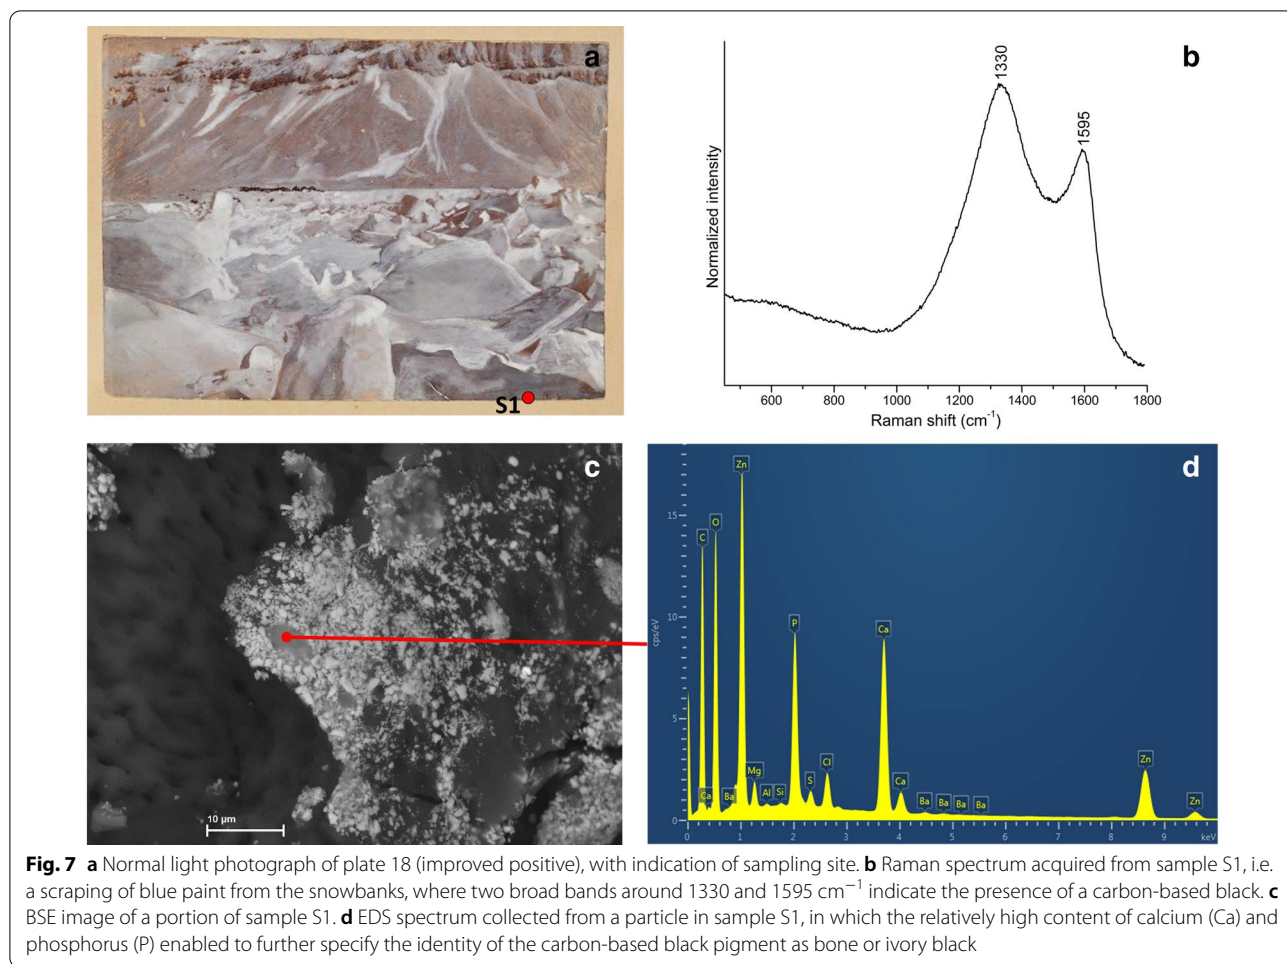 a
S1
b
1330
1595
Normalized intensity
600 800 1000 1200 1400 1600 1800
Raman shift (cm⁻¹)
c
10 µm
d
Zn
O
C
P
Ca
Mg
Al
Si
S
Cl
Ca
Ca
Ba
Ba
Ba
Ba
Ba
Zn
Zn
15
10
5
0
cps/eV
0 1 2 3 4 5 6 7 8 9 keV
Fig. 7 a Normal light photograph of plate 18 (improved positive), with indication of sampling site. b Raman spectrum acquired from sample S1, i.e.
a scraping of blue paint from the snowbanks, where two broad bands around 1330 and 1595 cm⁻¹ indicate the presence of a carbon-based black. c
BSE image of a portion of sample S1. d EDS spectrum collected from a particle in sample S1, in which the relatively high content of calcium (Ca) and
phosphorus (P) enabled to further specify the identity of the carbon-based black pigment as bone or ivory black